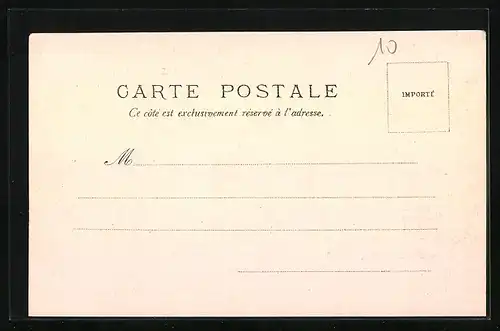 10
CARTE POSTALE
IMPORTÉ
Ce côté est exclusivement réservé à l'adresse.
M